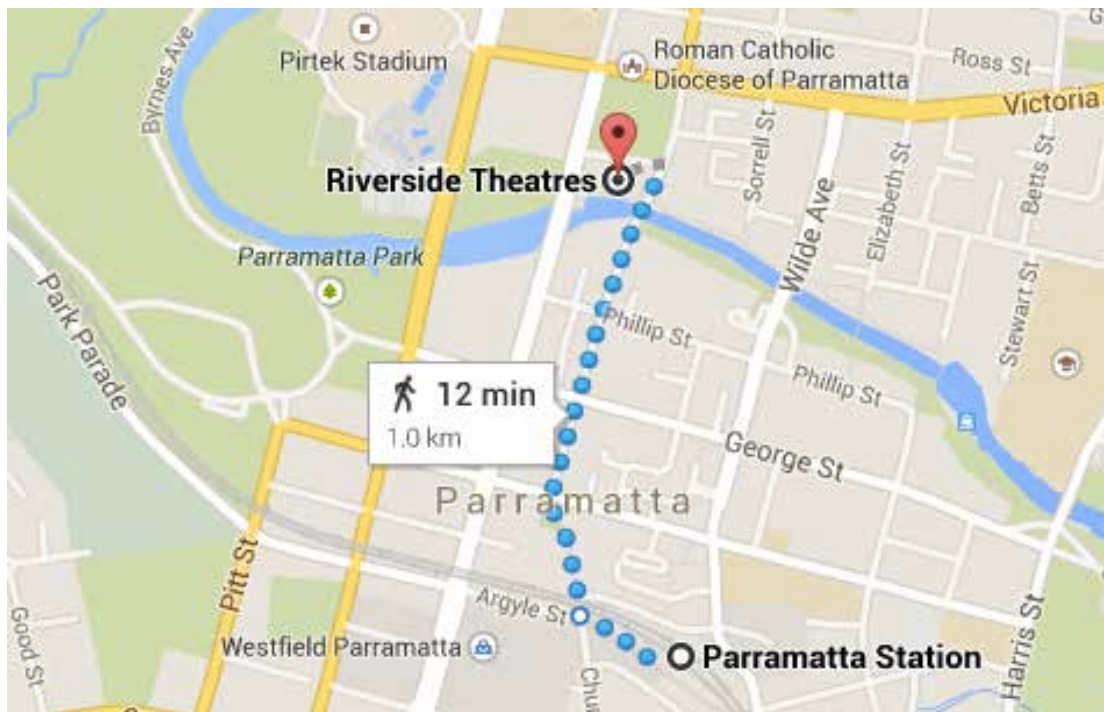 Byrnes Ave
Pirtek Stadium
Roman Catholic
Diocese of Parramatta
Ross St
Victoria
Riverside Theatres
Sorrell St
Elizabeth St
Betts St
Wilde Ave
Parramatta Park
Park Parade
Phillip St
Stewart St
12 min
1.0 km
Phillip St
George St
Parramatta
Pitt St
Argyle St
Good St
Westfield Parramatta
Parramatta Station
Harris St
Chu